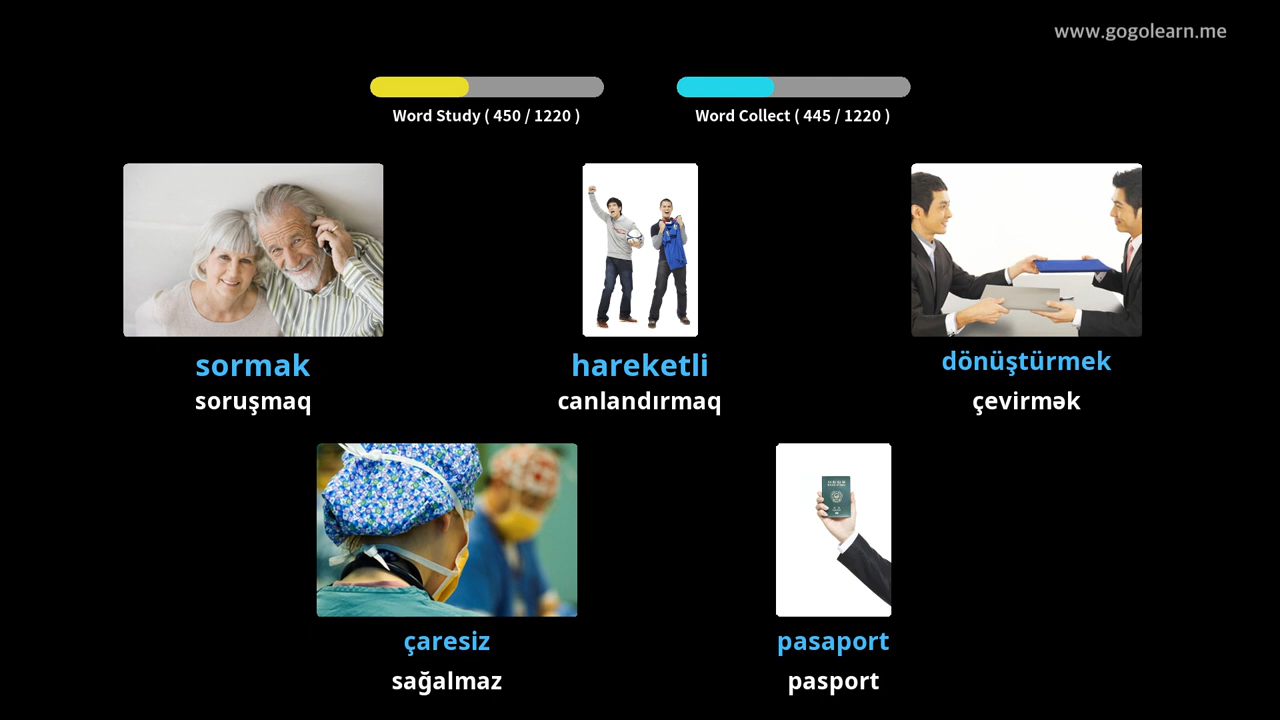 www.gogolearn.me
Word Study ( 450 / 1220 )
Word Collect ( 445 / 1220 )
sormak
soruşmaq
hareketli
canlandırmaq
dönüştürmek
çevirmək
çaresiz
sağalmaz
pasaport
pasport